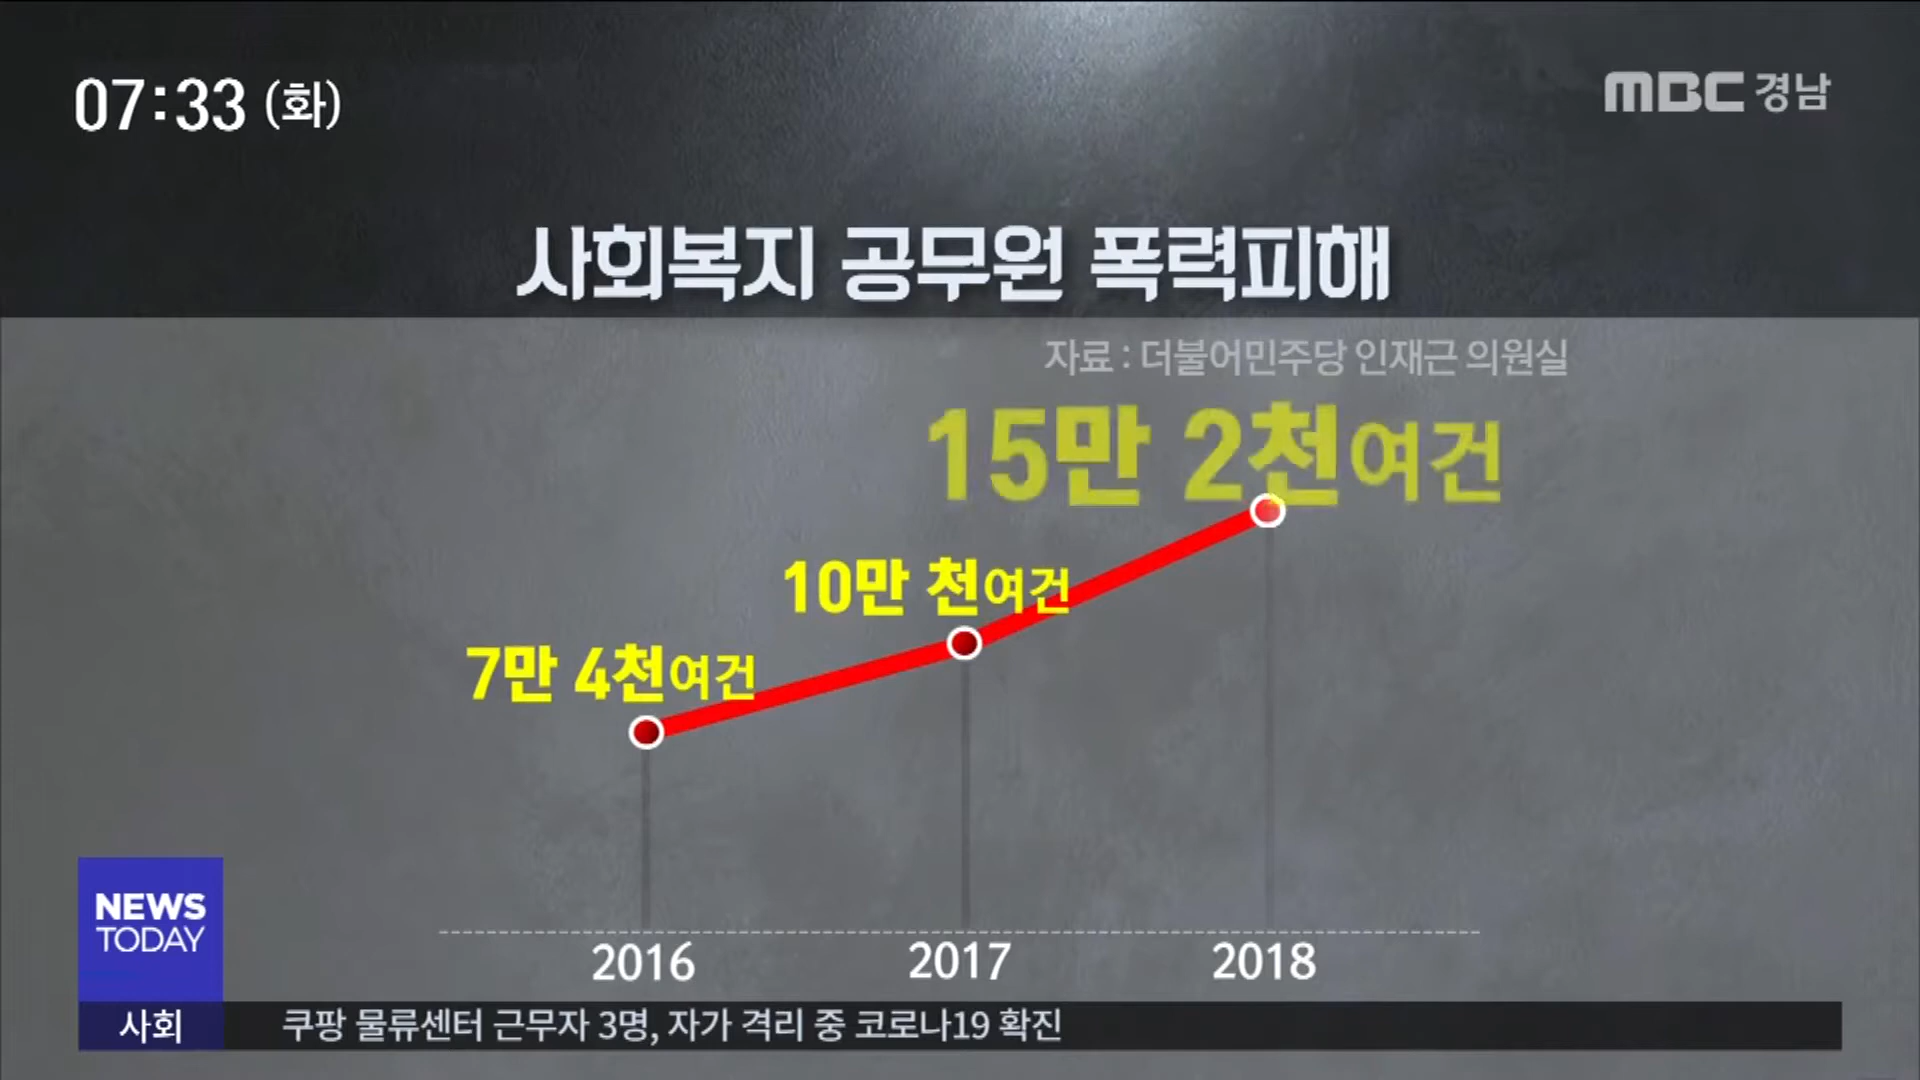 07:33 (화)
MBC 경남
사회복지 공무원 폭력피해
자료 : 더불어민주당 인재근 의원실
15만 2천여건
10만 천여건
7만 4천여건
2016 2017 2018
NEWS
TODAY
사회 쿠팡 물류센터 근무자 3명, 자가 격리 중 코로나19 확진